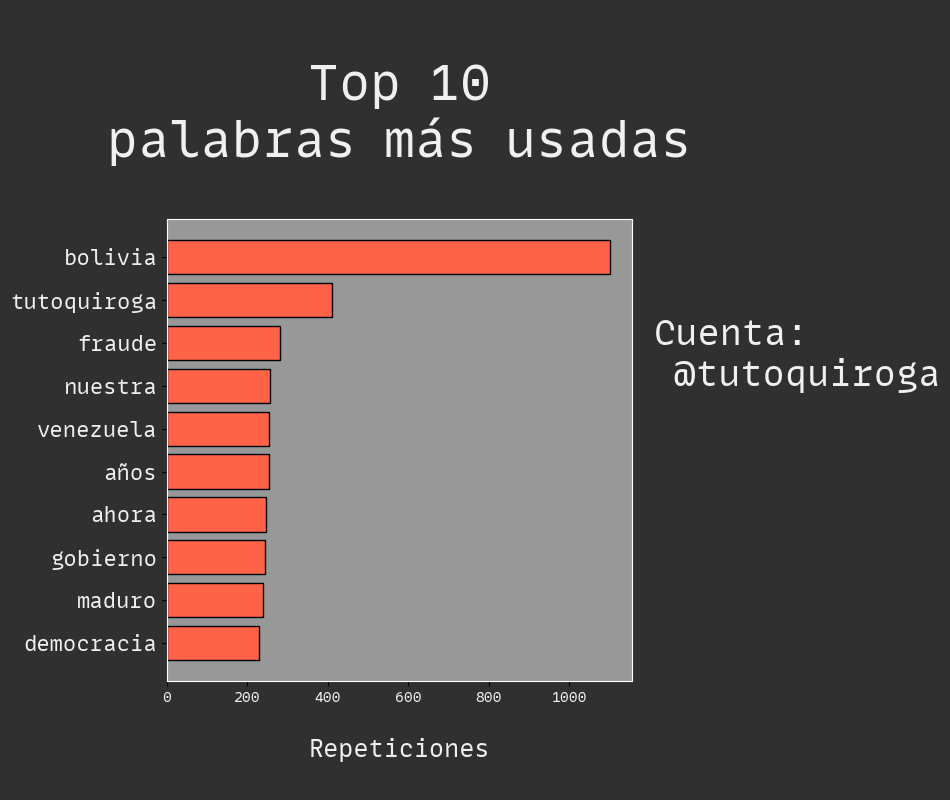 Top 10
palabras más usadas
bolivia
tutoquiroga
fraude
nuestra
venezuela
años
ahora
gobierno
maduro
democracia
0 200 400 600 800 1000
Repeticiones
Cuenta:
@tutoquiroga